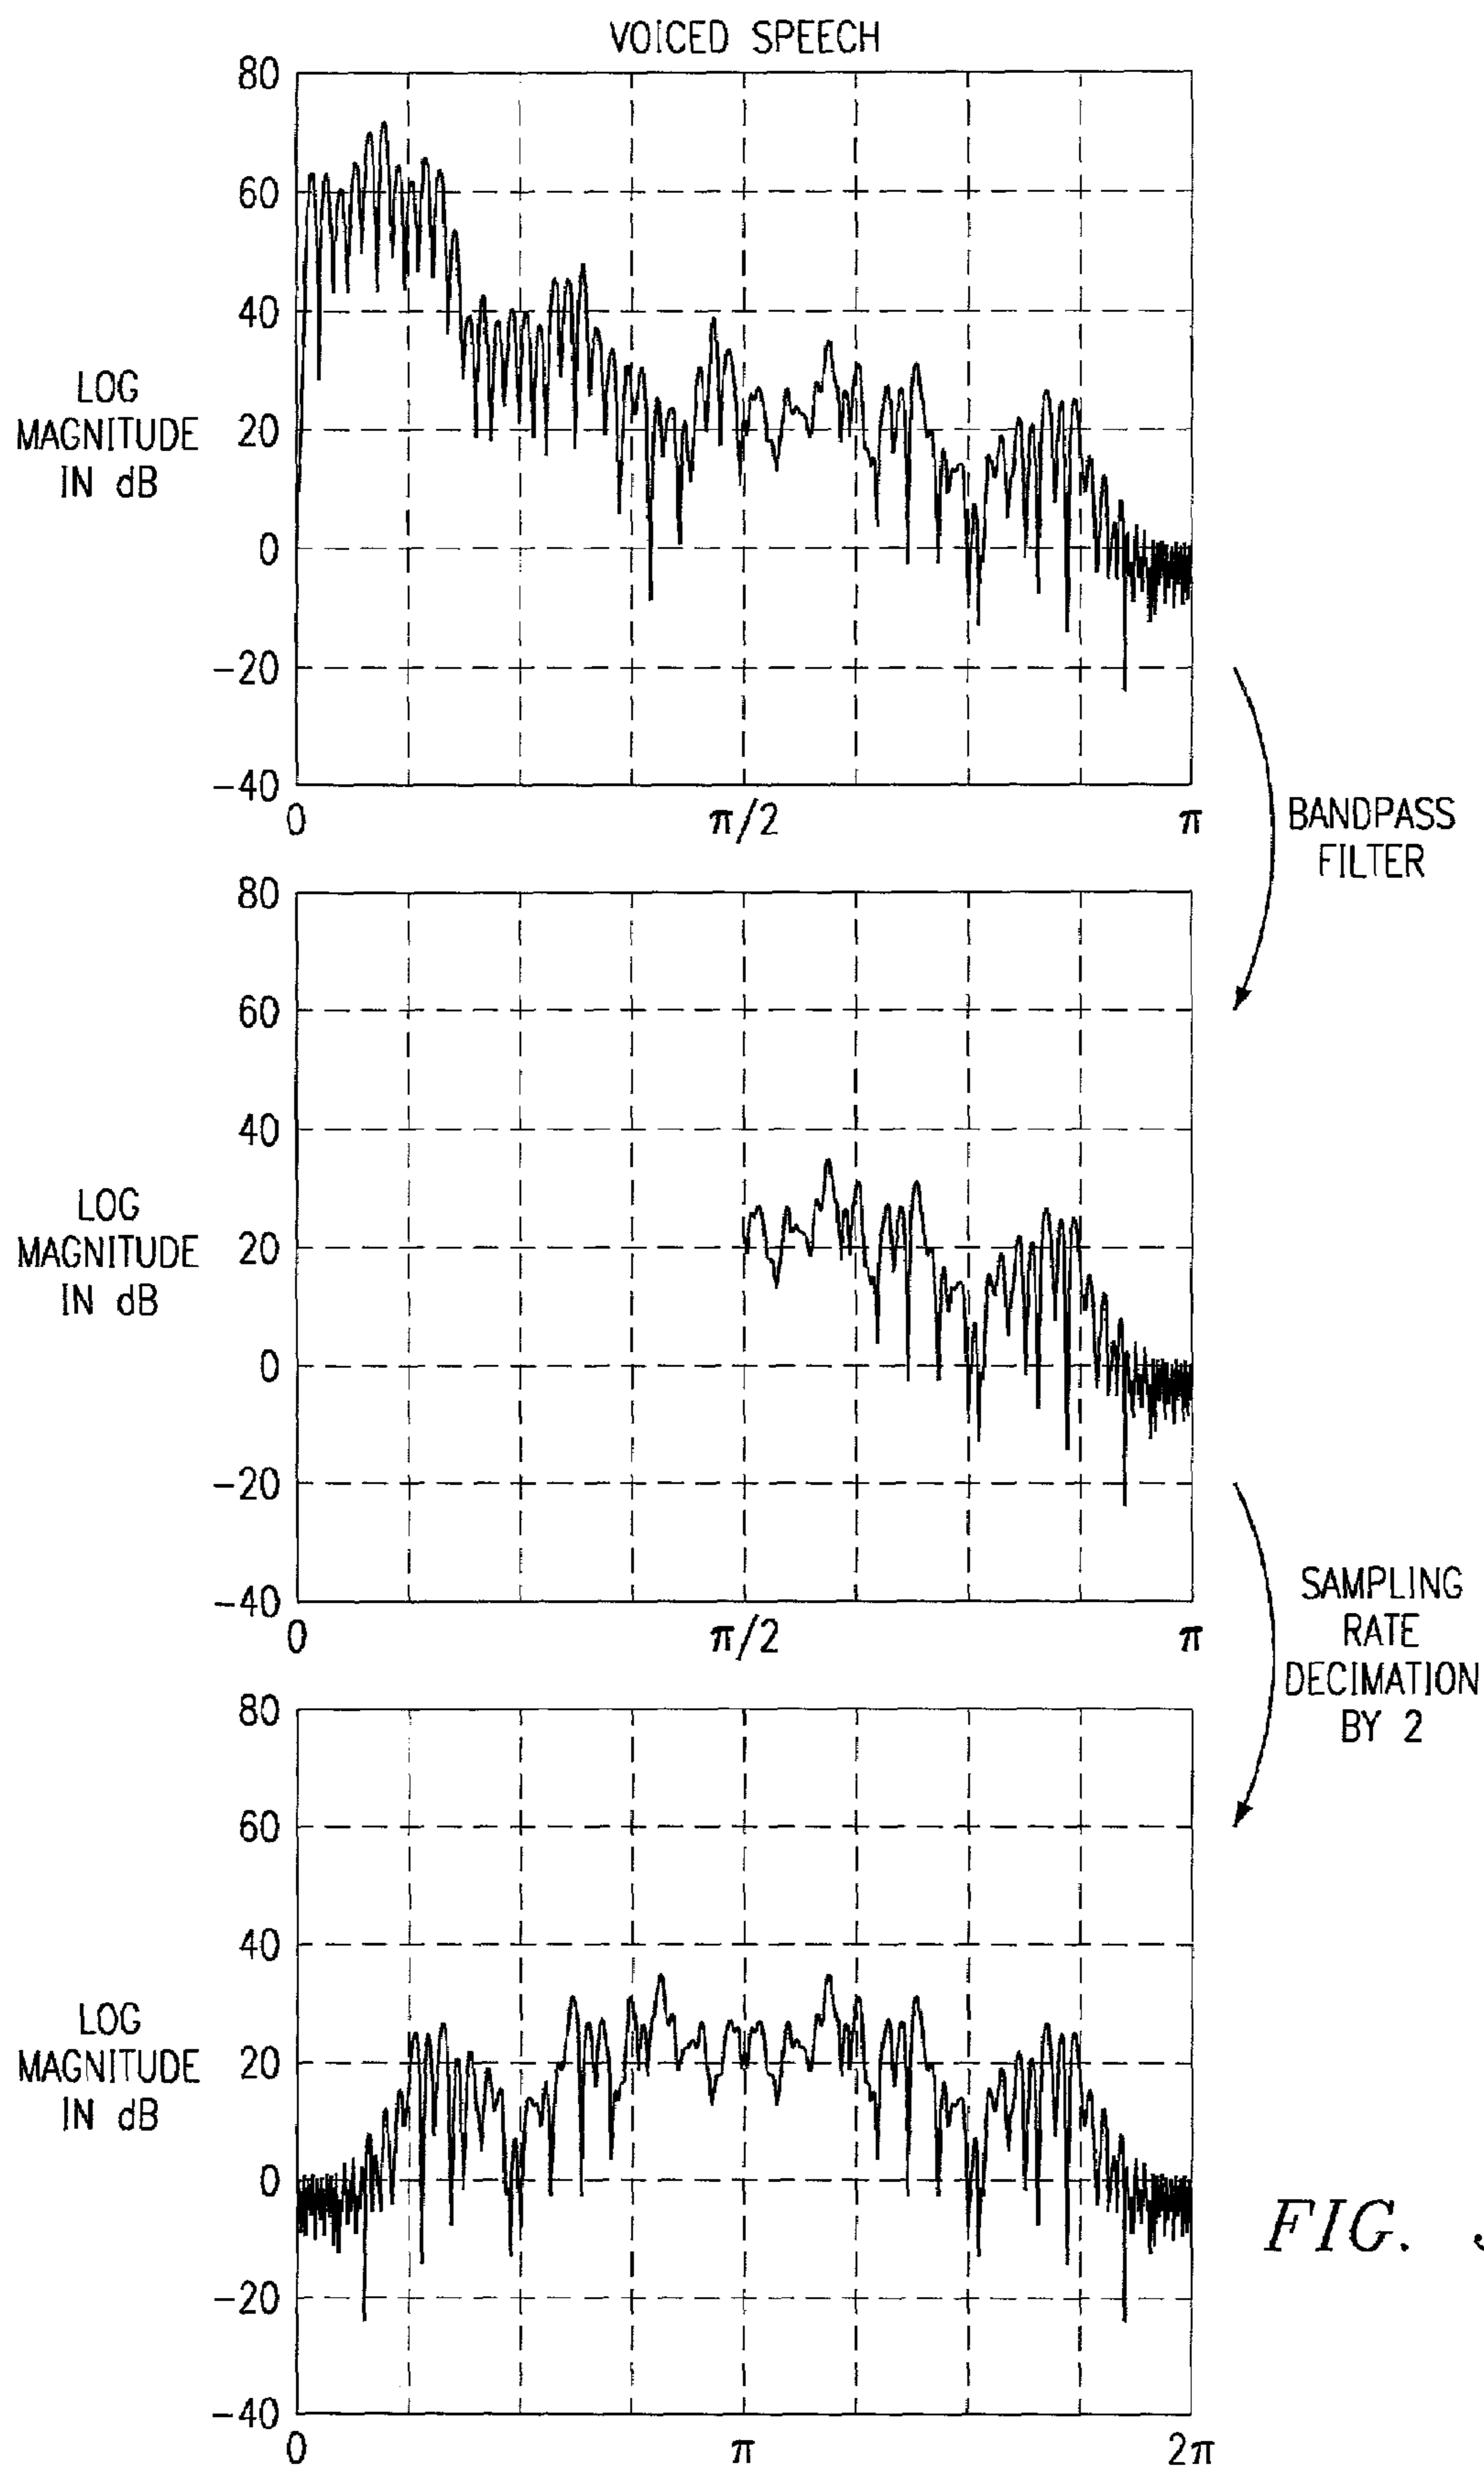 VOICED SPEECH
80
60
40
20
0
−20
−40
LOG
MAGNITUDE
IN dB
0
π/2
π
BANDPASS
FILTER
80
60
40
20
0
−20
−40
LOG
MAGNITUDE
IN dB
0
π/2
π
SAMPLING
RATE
DECIMATION
BY 2
80
60
40
20
0
−20
−40
LOG
MAGNITUDE
IN dB
0
π
2π
FIG.